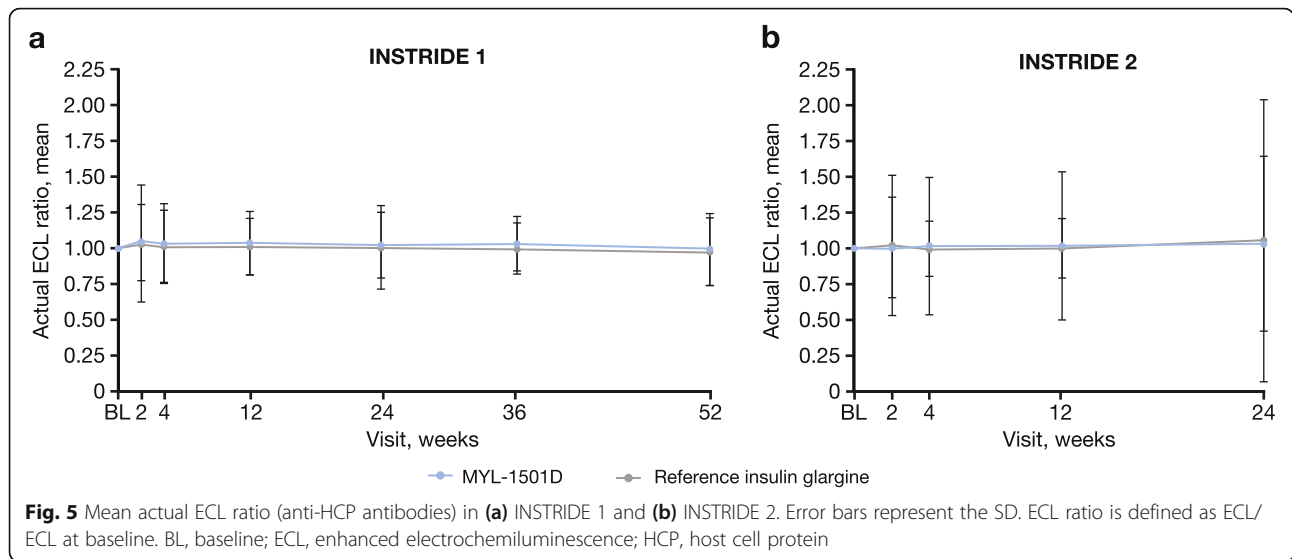 a
INSTRIDE 1
2.25
2.00
1.75
1.50
1.25
1.00
0.75
0.50
0.25
0
Actual ECL ratio, mean
BL 2 4 12 24 36 52
Visit, weeks
b
INSTRIDE 2
2.25
2.00
1.75
1.50
1.25
1.00
0.75
0.50
0.25
0
Actual ECL ratio, mean
BL 2 4 12 24
Visit, weeks
MYL-1501D Reference insulin glargine
Fig. 5 Mean actual ECL ratio (anti-HCP antibodies) in (a) INSTRIDE 1 and (b) INSTRIDE 2. Error bars represent the SD. ECL ratio is defined as ECL/
ECL at baseline. BL, baseline; ECL, enhanced electrochemiluminescence; HCP, host cell protein